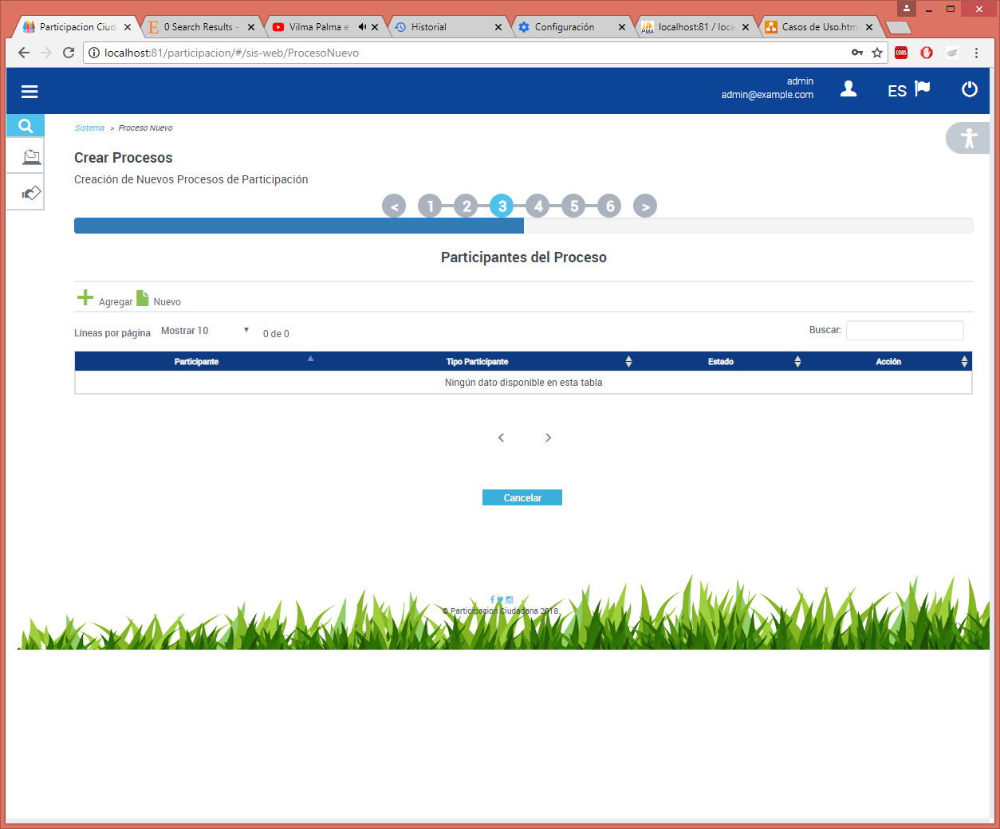 Participacion Ciud
0 Search Results -
Vilma Palma e
Historial
Configuración
localhost:81 / loca
Casos de Uso.htm
localhost:81/participacion/#/sis-web/ProcesoNuevo
admin
admin@example.com
ES
Sistema > Proceso Nuevo
Crear Procesos
Creación de Nuevos Procesos de Participación
< 1 2 3 4 5 6 >
Participantes del Proceso
Agregar Nuevo
Líneas por página Mostrar 10 0 de 0 Buscar:
Participante Tipo Participante Estado Acción
Ningún dato disponible en esta tabla
< >
Cancelar
© Participacion Ciudadana 2018.